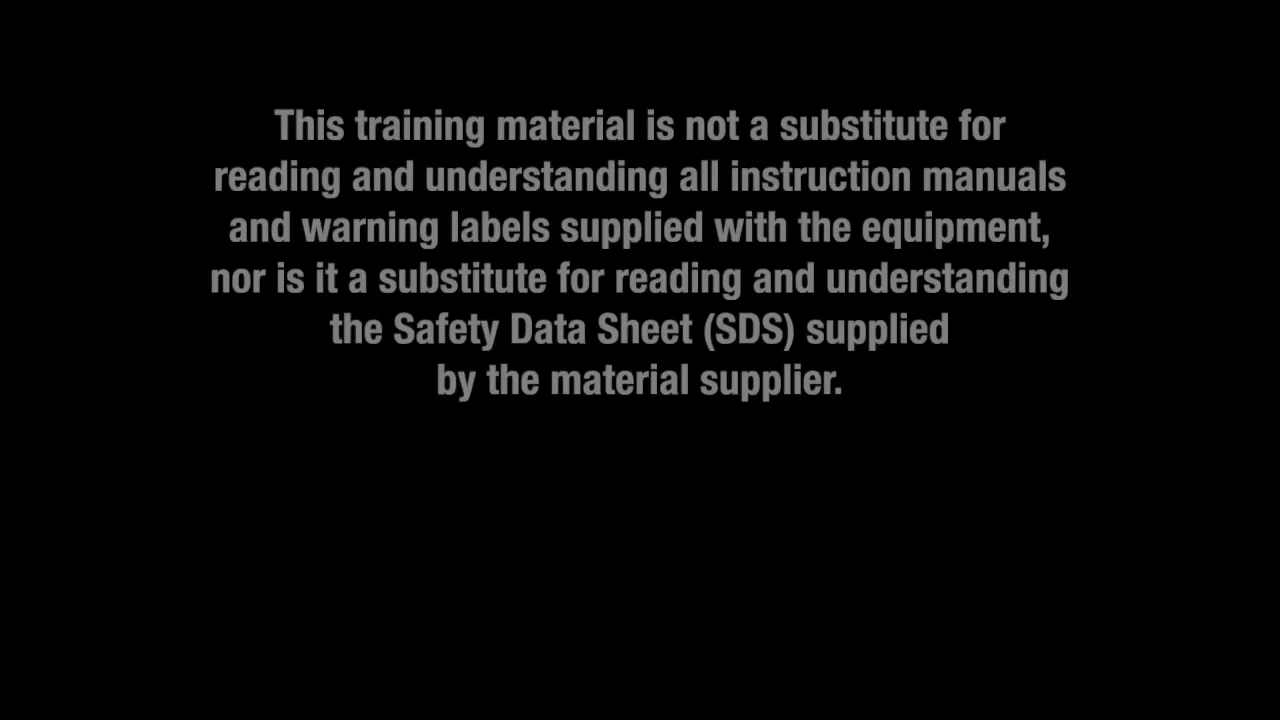 This training material is not a substitute for
reading and understanding all instruction manuals
and warning labels supplied with the equipment,
nor is it a substitute for reading and understanding
the Safety Data Sheet (SDS) supplied
by the material supplier.